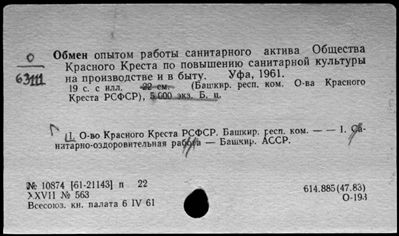 О
63111
Обмен опытом работы санитарного актива Общества
Красного Креста по повышению санитарной культуры
на производстве и в быту. Уфа, 1961.
19 с. с илл. 22 см. (Башкир. респ. ком. О-ва Красного
Креста РСФСР), 5.000 экз. Б. ц.
I. О-во Красного Креста РСФСР. Башкир. респ. ком. — — 1. Са-
нитарно-оздоровительная работа — Башкир. АССР.
№ 10874 [61-21143] п 22
XXVII № 563
Всесоюз. кн. палата 6 IV 61
614.885(47.83)
О-193